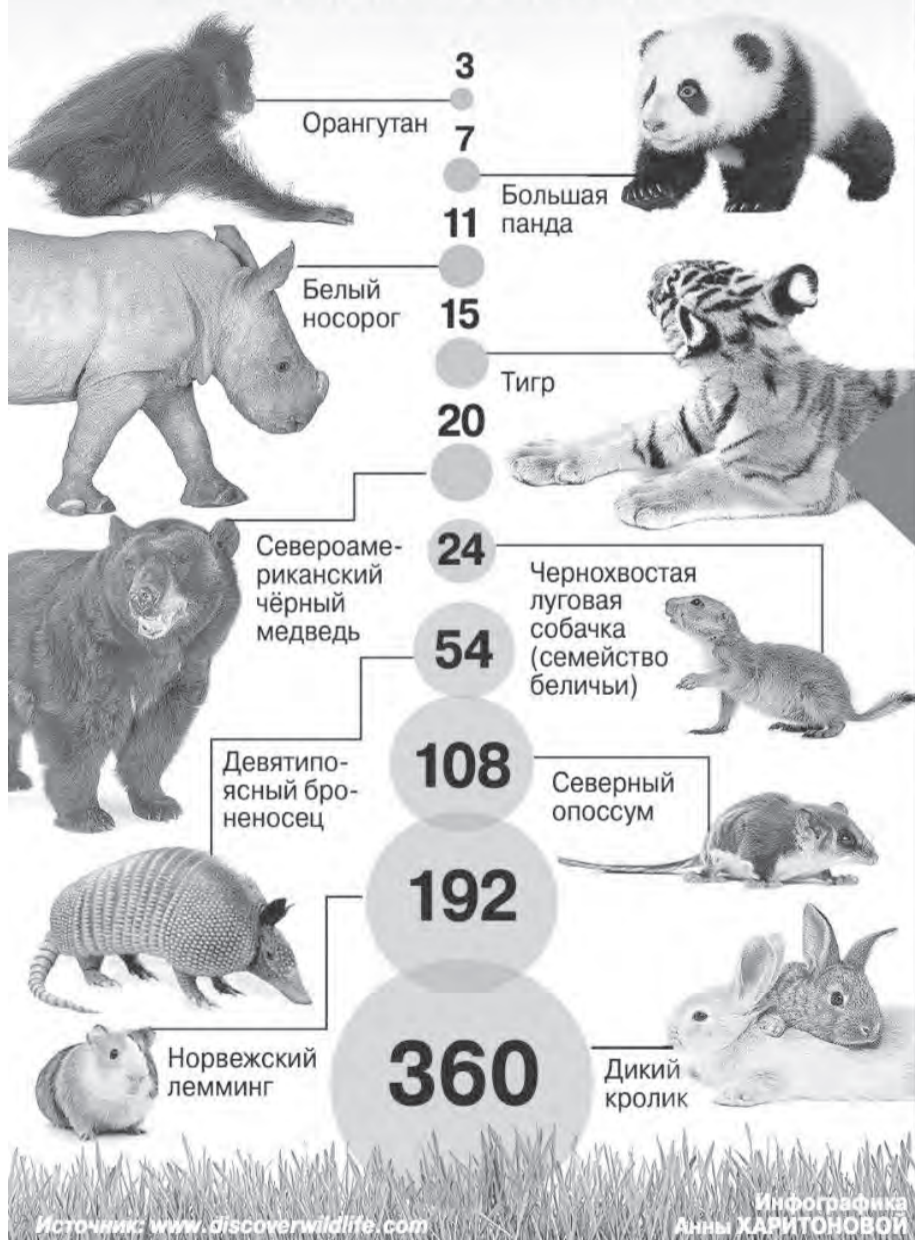 3
Орангутан
7
Большая
панда
11
Белый
носорог
15
Тигр
20
Североаме-
риканский
чёрный
медведь
24
Чернохвостая
луговая
собачка
(семейство
беличьи)
54
Девятипо-
ясный бро-
неносец
108
Северный
опоссум
192
Норвежский
лемминг
360
Дикий
кролик
Источник: www.discoverwildlife.com
Инфографика
Анны ХАРИТОНОВОЙ